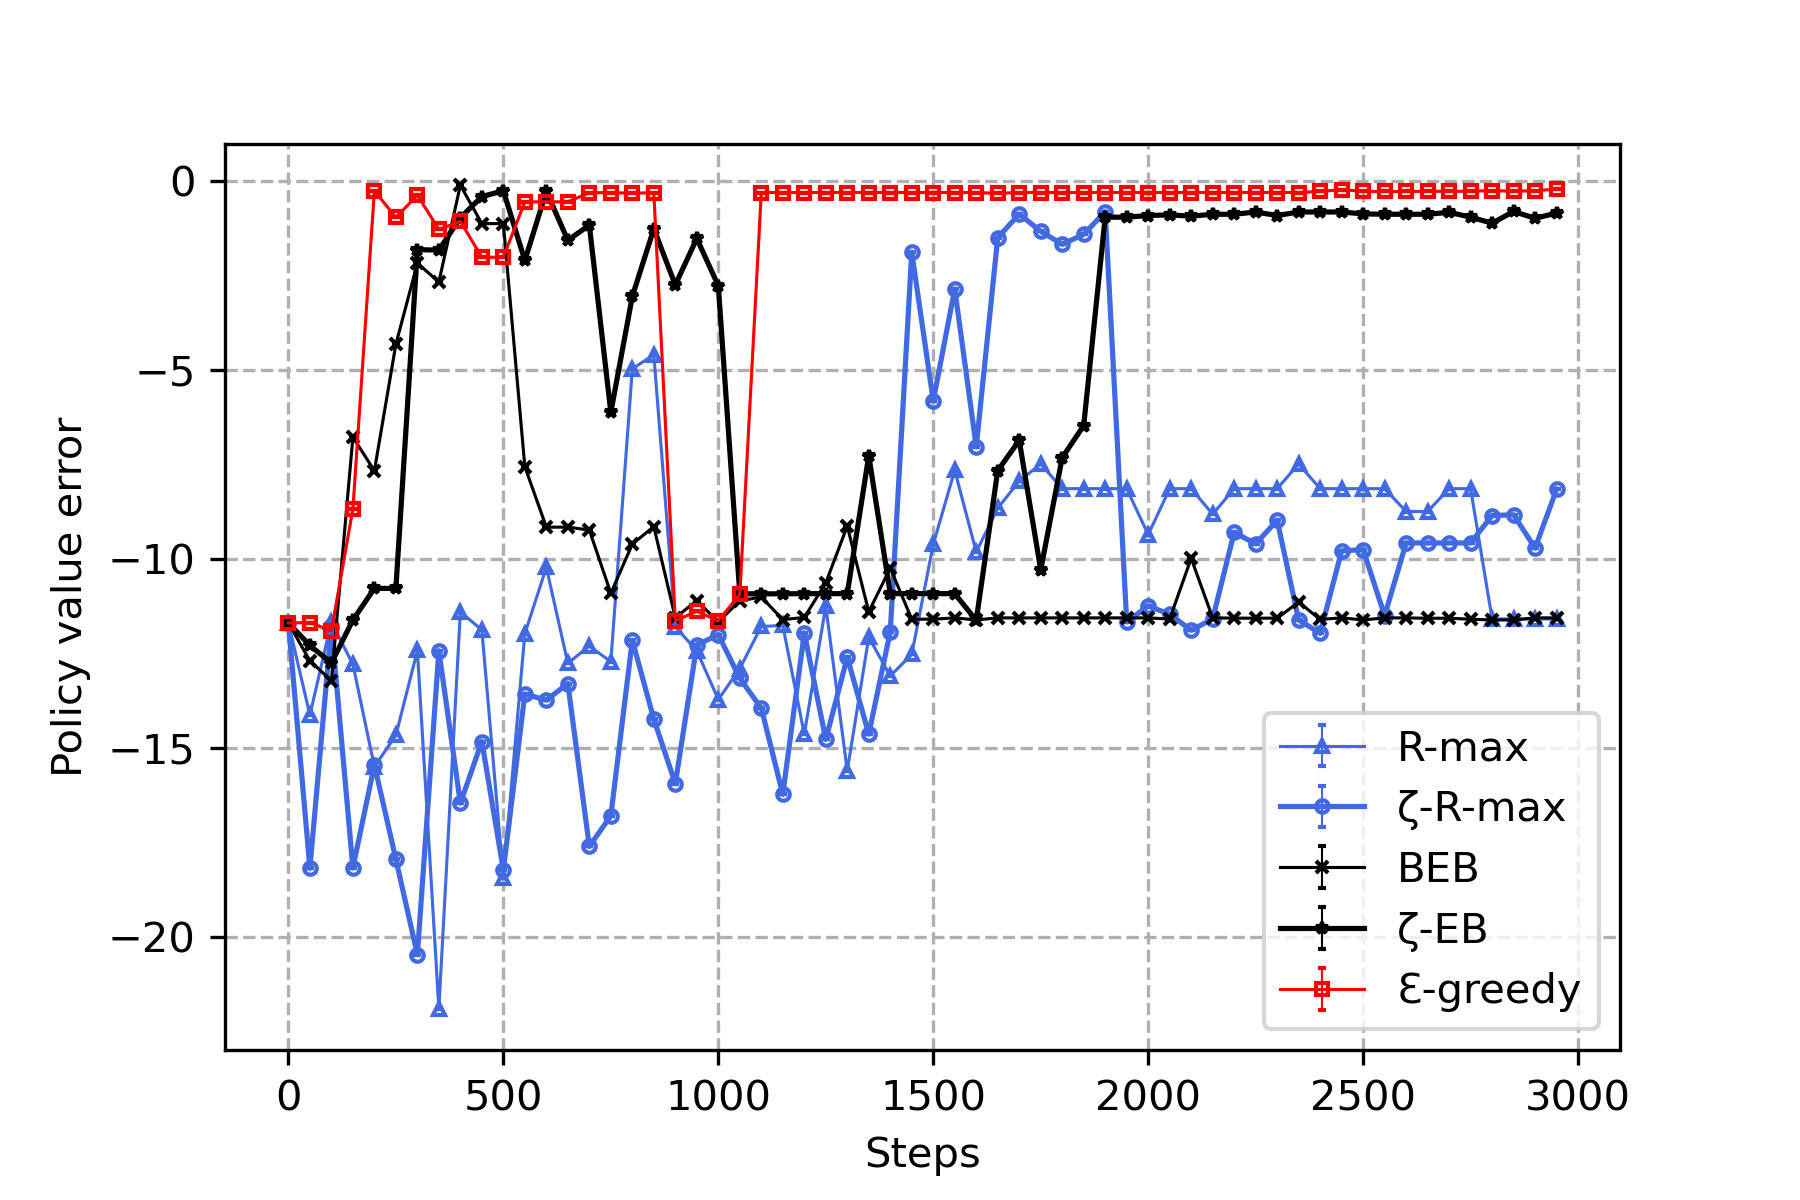 0
−5
−10
−15
−20
Policy value error
0 500 1000 1500 2000 2500 3000
Steps
R-max
ζ-R-max
BEB
ζ-EB
Ɛ-greedy